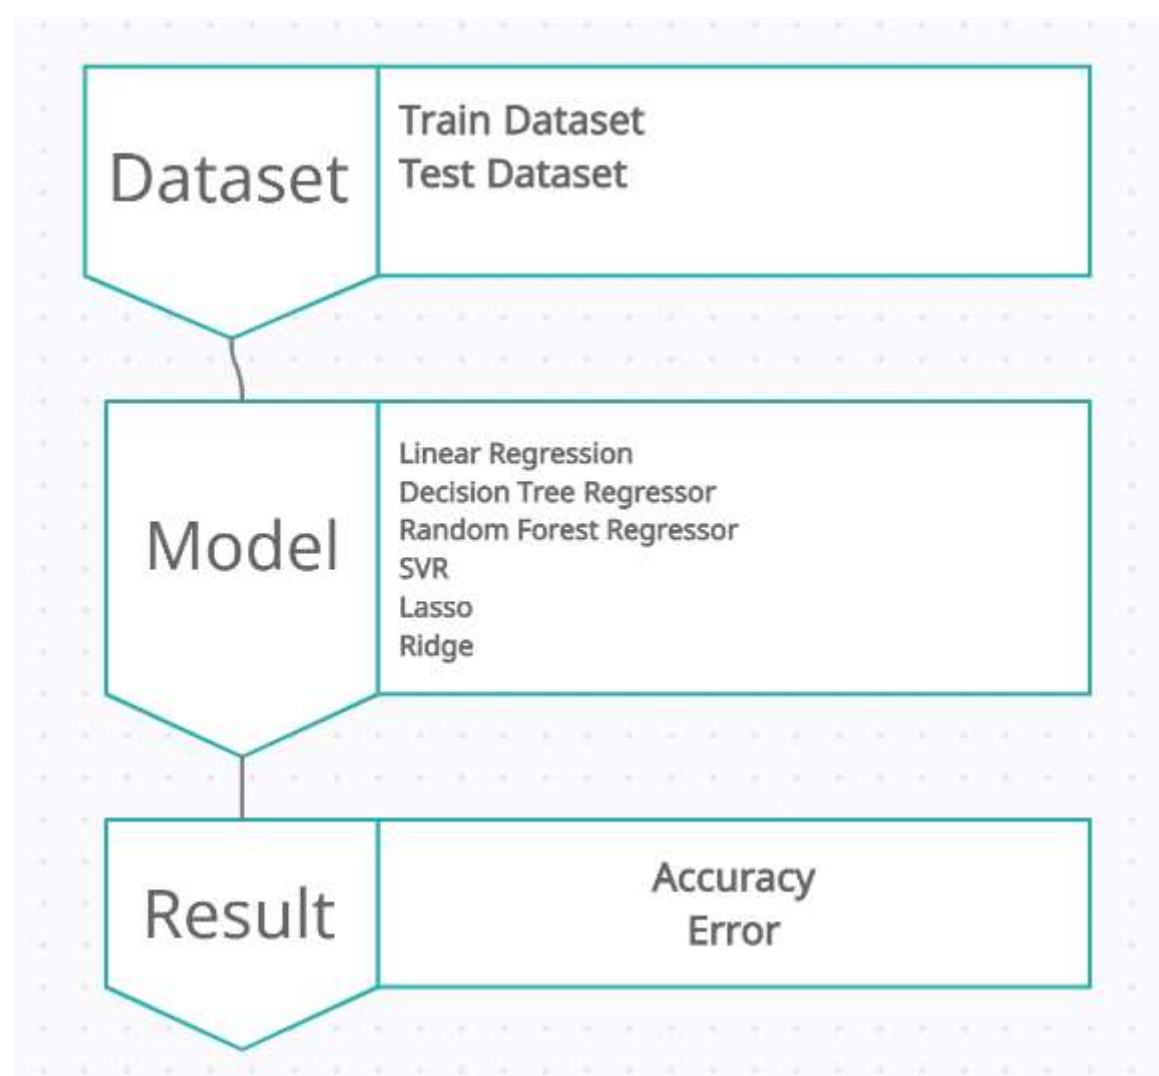 Dataset
Train Dataset
Test Dataset
Model
Linear Regression
Decision Tree Regressor
Random Forest Regressor
SVR
Lasso
Ridge
Result
Accuracy
Error